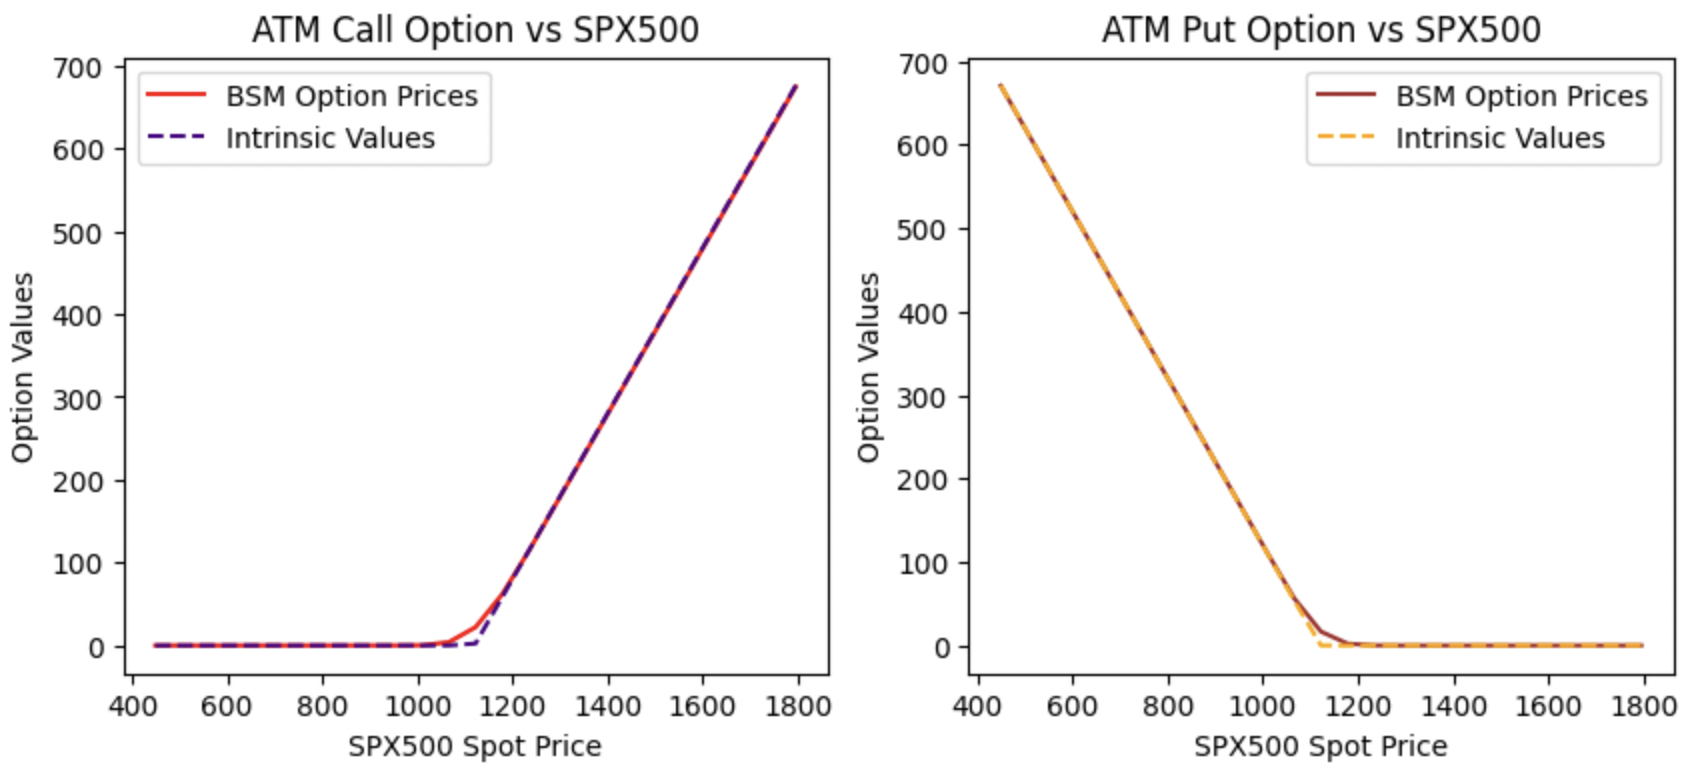 ATM Call Option vs SPX500
BSM Option Prices
Intrinsic Values
Option Values
700
600
500
400
300
200
100
0
400 600 800 1000 1200 1400 1600 1800
SPX500 Spot Price
ATM Put Option vs SPX500
BSM Option Prices
Intrinsic Values
Option Values
700
600
500
400
300
200
100
0
400 600 800 1000 1200 1400 1600 1800
SPX500 Spot Price